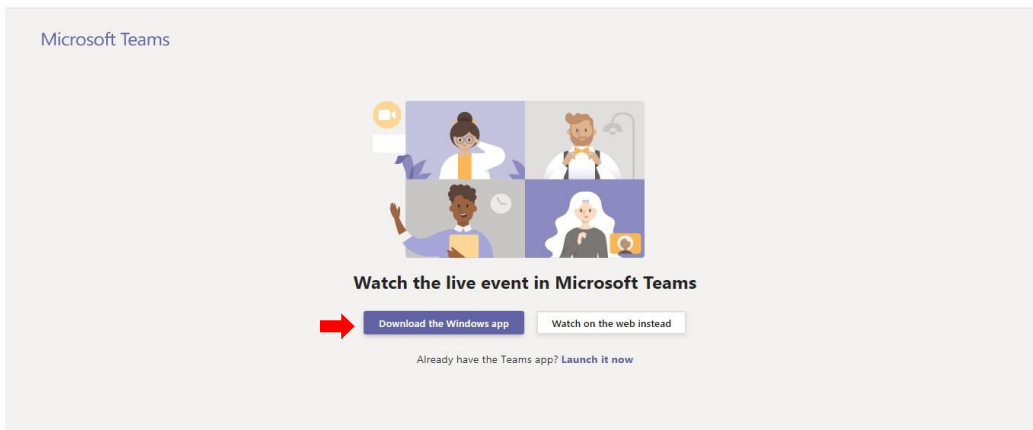 Microsoft Teams
Watch the live event in Microsoft Teams
Download the Windows app
Watch on the web instead
Already have the Teams app? Launch it now